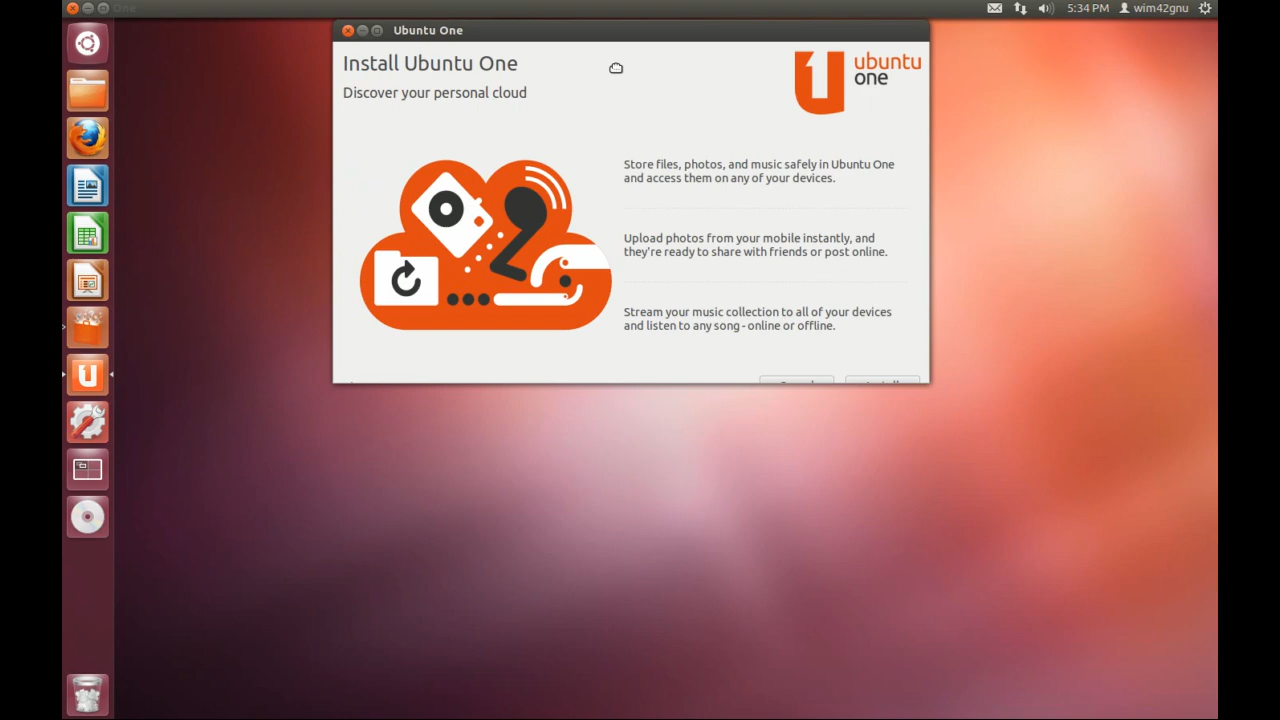 One
5:34 PM
wim42gnu
Ubuntu One
Install Ubuntu One
Discover your personal cloud
ubuntu
one
Store files, photos, and music safely in Ubuntu One
and access them on any of your devices.
Upload photos from your mobile instantly, and
they're ready to share with friends or post online.
Stream your music collection to all of your devices
and listen to any song - online or offline.